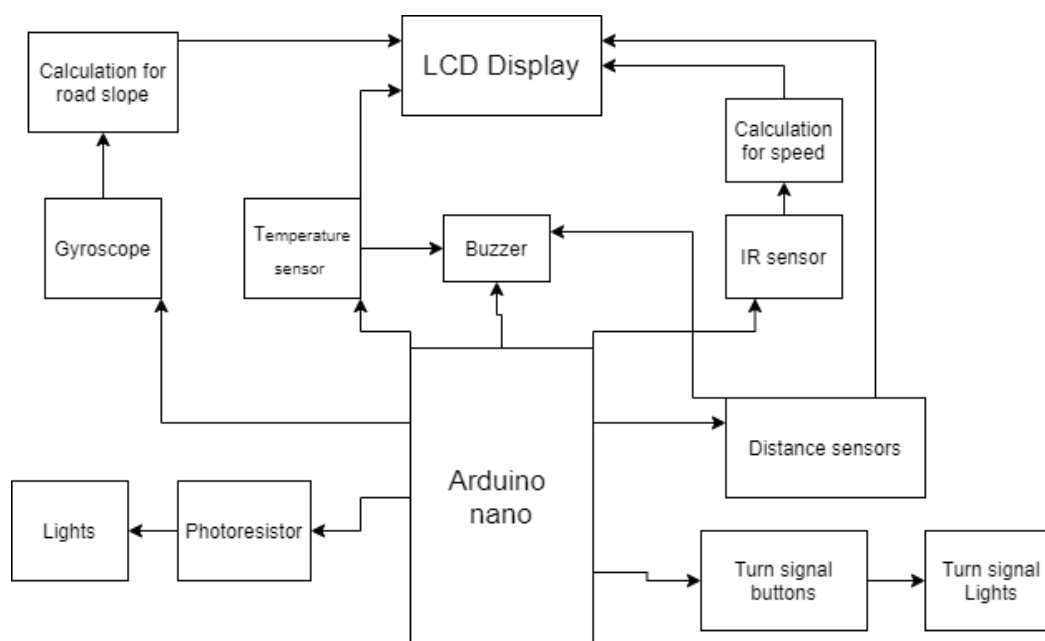 LCD Display
Calculation for
road slope
Calculation
for speed
Gyroscope
Temperature
sensor
Buzzer
IR sensor
Distance sensors
Arduino
nano
Lights
Photoresistor
Turn signal
buttons
Turn signal
Lights